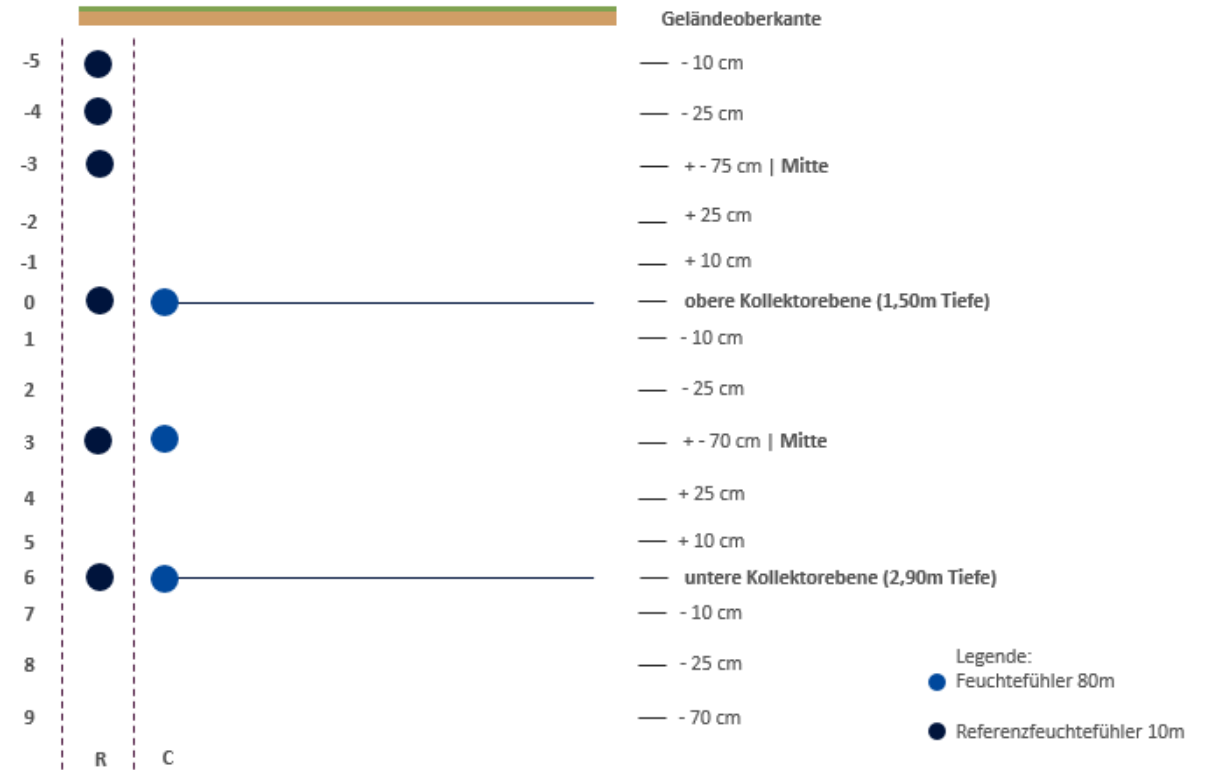 Geländeoberkante
-5 - 10 cm
-4 - 25 cm
-3 + - 75 cm | Mitte
-2 + 25 cm
-1 + 10 cm
0 obere Kollektorebene (1,50m Tiefe)
1 - 10 cm
2 - 25 cm
3 + - 70 cm | Mitte
4 + 25 cm
5 + 10 cm
6 untere Kollektorebene (2,90m Tiefe)
7 - 10 cm
8 - 25 cm
9 - 70 cm
R C
Legende:
Feuchtefühler 80m
Referenzfeuchtefühler 10m